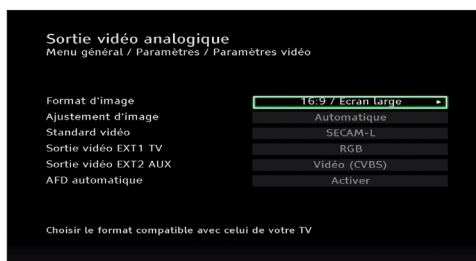 Sortie vidéo analogique
Menu général / Paramètres / Paramètres vidéo
Format d'image 16:9 / Ecran large
Ajustement d'image Automatique
Standard vidéo SECAM-L
Sortie vidéo EXT1 TV RGB
Sortie vidéo EXT2 AUX Vidéo (CVBS)
AFD automatique Activer
Choisir le format compatible avec celui de votre TV